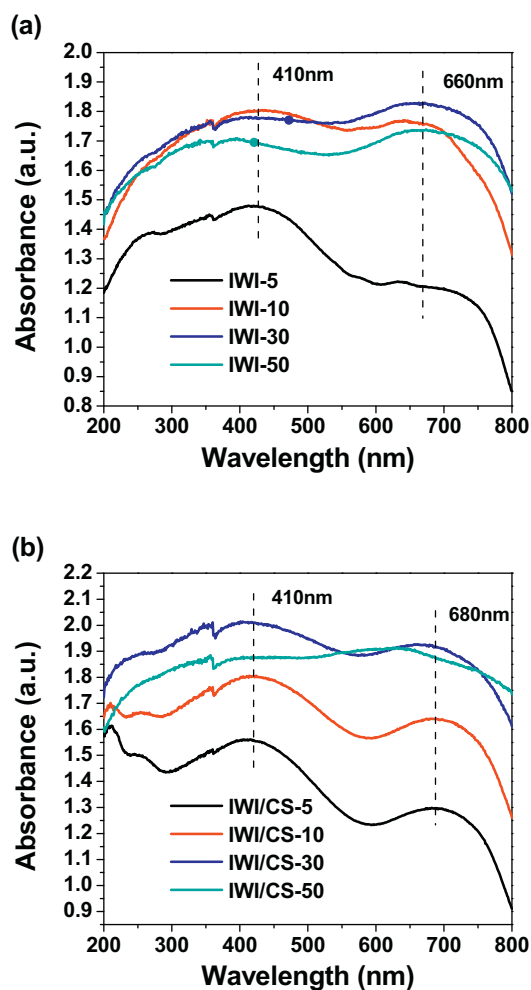 (a)
410nm
660nm
2.0
1.9
1.8
1.7
1.6
1.5
1.4
1.3
1.2
1.1
1.0
0.9
0.8
Absorbance (a.u.)
IWI-5
IWI-10
IWI-30
IWI-50
200 300 400 500 600 700 800
Wavelength (nm)
(b)
410nm
680nm
2.2
2.1
2.0
1.9
1.8
1.7
1.6
1.5
1.4
1.3
1.2
1.1
1.0
0.9
Absorbance (a.u.)
IWI/CS-5
IWI/CS-10
IWI/CS-30
IWI/CS-50
200 300 400 500 600 700 800
Wavelength (nm)